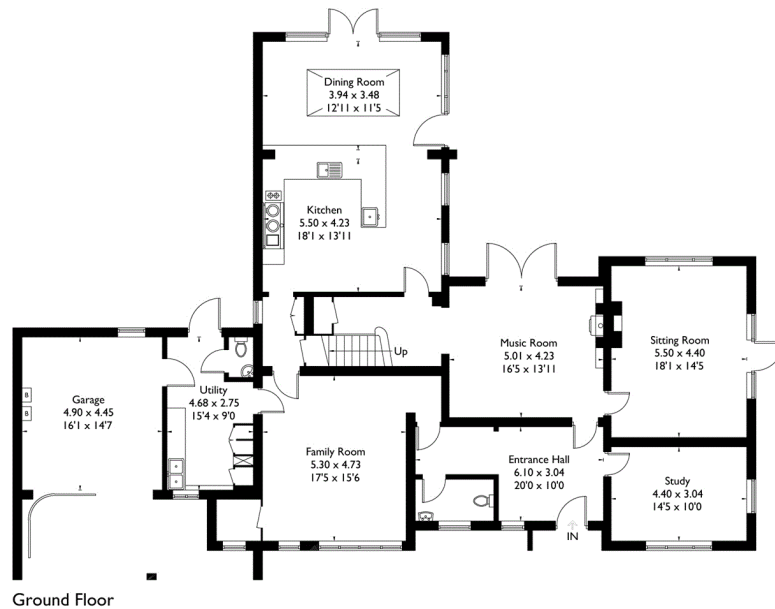 Dining Room
3.94 x 3.48
12'11 x 11'5
Kitchen
5.50 x 4.23
18'1 x 13'11
Up
Music Room
5.01 x 4.23
16'5 x 13'11
Sitting Room
5.50 x 4.40
18'1 x 14'5
Garage
4.90 x 4.45
16'1 x 14'7
B
B
Utility
4.68 x 2.75
15'4 x 9'0
Family Room
5.30 x 4.73
17'5 x 15'6
Entrance Hall
6.10 x 3.04
20'0 x 10'0
Study
4.40 x 3.04
14'5 x 10'0
IN
Ground Floor